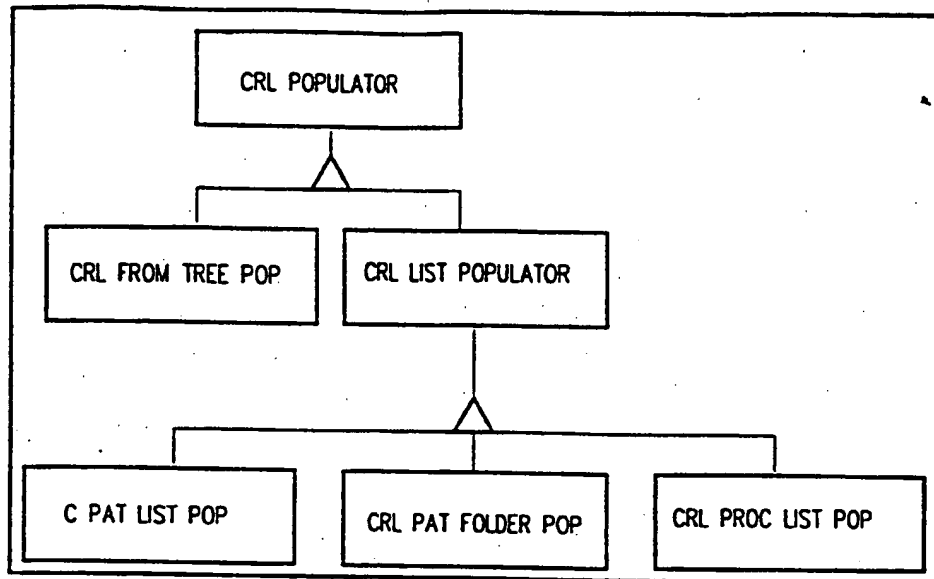 CRL POPULATOR
CRL FROM TREE POP
CRL LIST POPULATOR
C PAT LIST POP
CRL PAT FOLDER POP
CRL PROC LIST POP